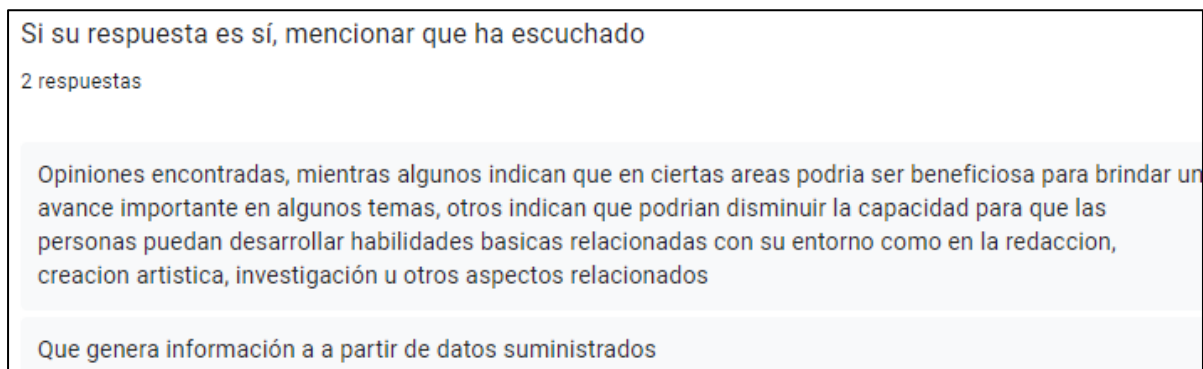 Si su respuesta es sí, mencionar que ha escuchado
2 respuestas
Opiniones encontradas, mientras algunos indican que en ciertas areas podria ser beneficiosa para brindar un
avance importante en algunos temas, otros indican que podrian disminuir la capacidad para que las
personas puedan desarrollar habilidades basicas relacionadas con su entorno como en la redaccion,
creacion artistica, investigación u otros aspectos relacionados
Que genera información a a partir de datos suministrados